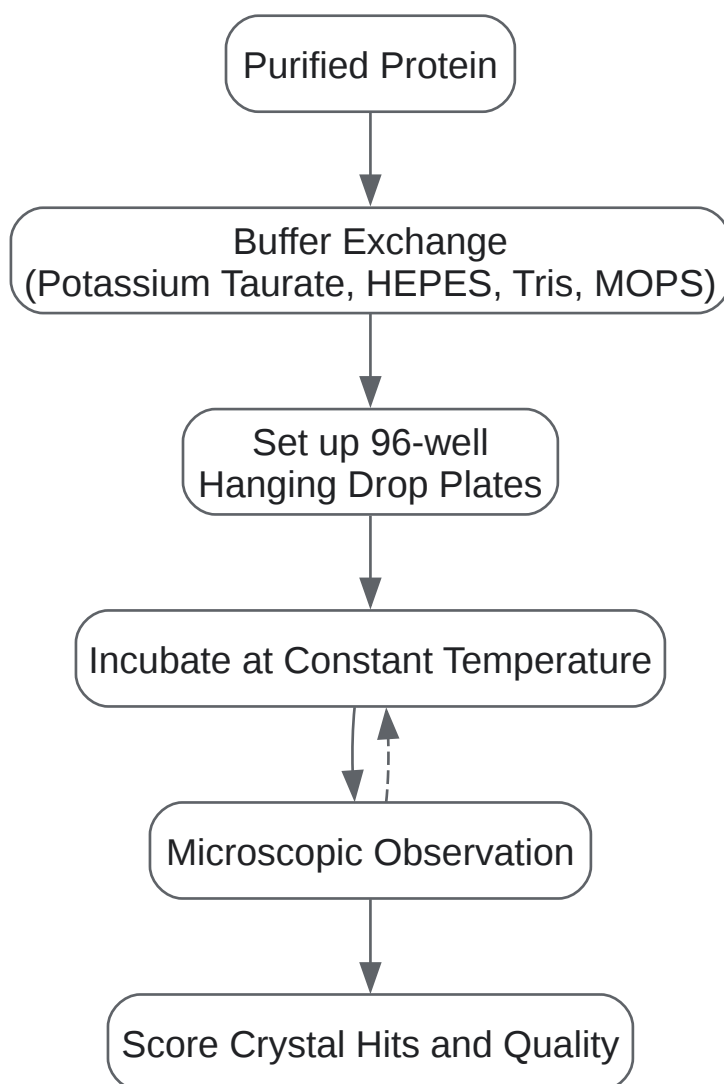 Purified Protein
Buffer Exchange
(Potassium Taurate, HEPES, Tris, MOPS)
Set up 96-well
Hanging Drop Plates
Incubate at Constant Temperature
Microscopic Observation
Score Crystal Hits and Quality